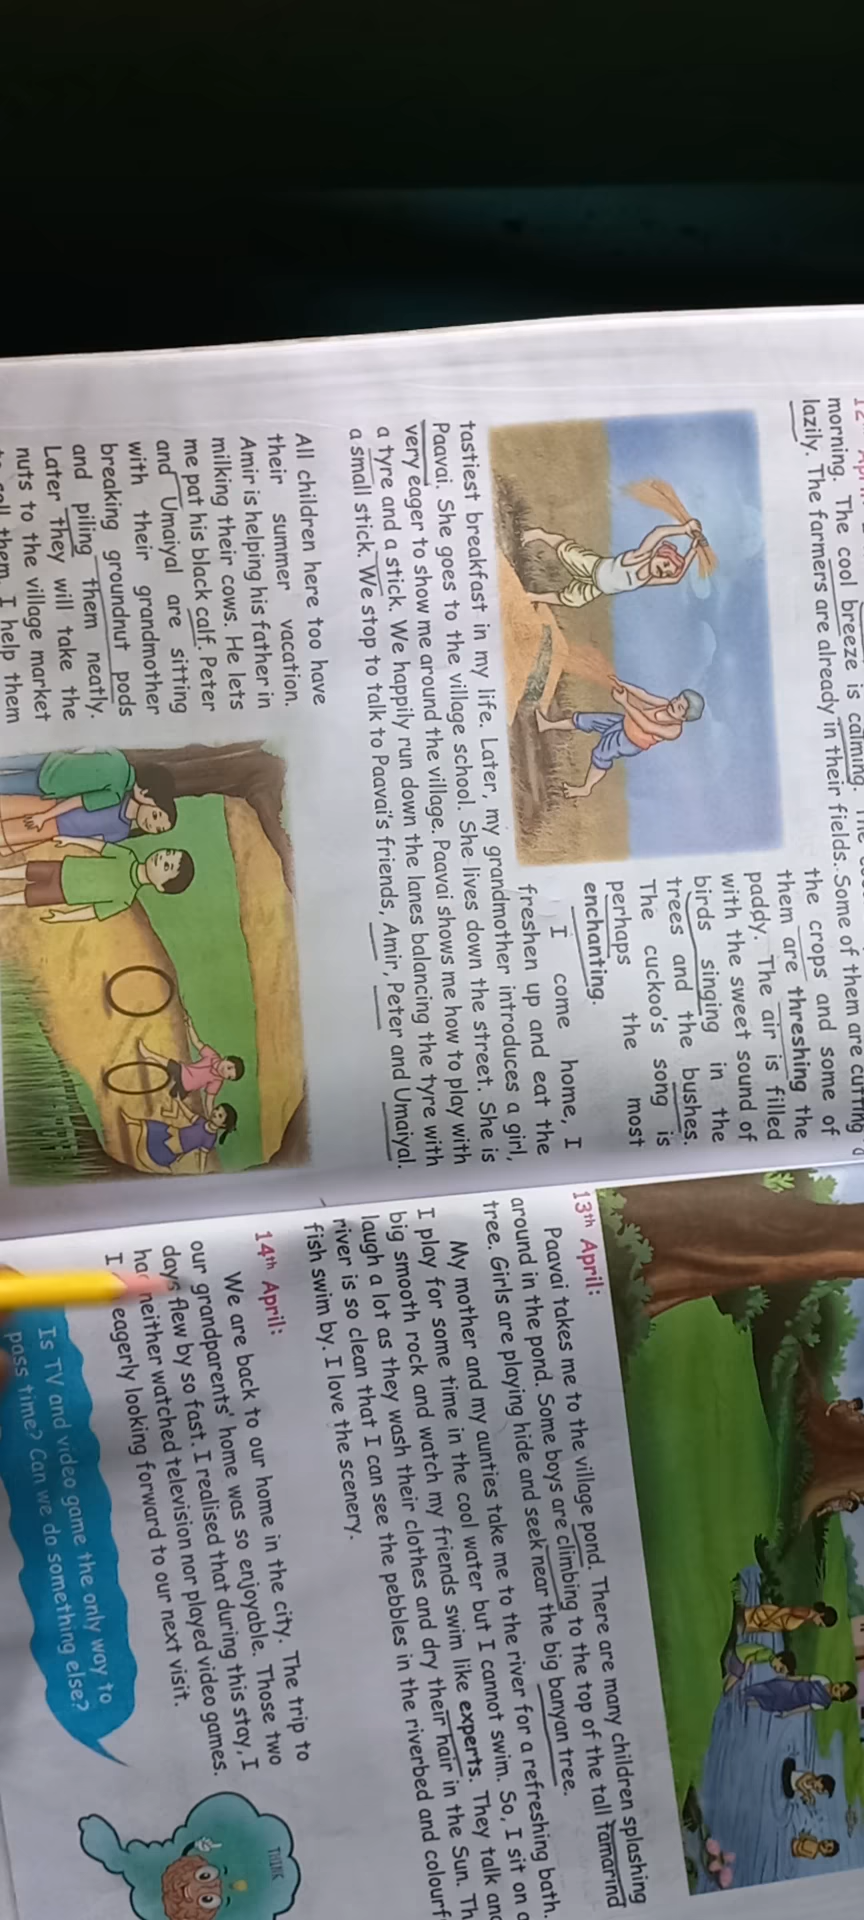 morning. The cool breeze is calming.
lazily. The farmers are already in their fields. Some of them are cutting
the crops and some of
them are threshing the
paddy. The air is filled
with the sweet sound of
birds singing in the
trees and the bushes.
The cuckoo's song is
perhaps the most
enchanting.
I come home, I
freshen up and eat the
tastiest breakfast in my life. Later, my grandmother introduces a girl,
Paavai. She goes to the village school. She lives down the street. She is
very eager to show me around the village. Paavai shows me how to play with
a tyre and a stick. We happily run down the lanes balancing the tyre with
a small stick. We stop to talk to Paavai's friends, Amir, Peter and Umaiyal.
All children here too have
their summer vacation.
Amir is helping his father in
milking their cows. He lets
me pat his black calf. Peter
and Umaiyal are sitting
with their grandmother
breaking groundnut pods
and piling them neatly.
Later they will take the
nuts to the village market
them. I help them
13th April:
Paavai takes me to the village pond. There are many children splashing
around in the pond. Some boys are climbing to the top of the tall tamarind
tree. Girls are playing hide and seek near the big banyan tree.
My mother and my aunties take me to the river for a refreshing bath.
I play for some time in the cool water but I cannot swim. So, I sit on a
big smooth rock and watch my friends swim like experts. They talk and
laugh a lot as they wash their clothes and dry their hair in the Sun. Th
river is so clean that I can see the pebbles in the riverbed and colourf
fish swim by. I love the scenery.
14th April:
We are back to our home in the city. The trip to
our grandparents' home was so enjoyable. Those two
days flew by so fast. I realised that during this stay, I
neither watched television nor played video games.
I eagerly looking forward to our next visit.
Is TV and video game the only way to
pass time? Can we do something else?
THINK